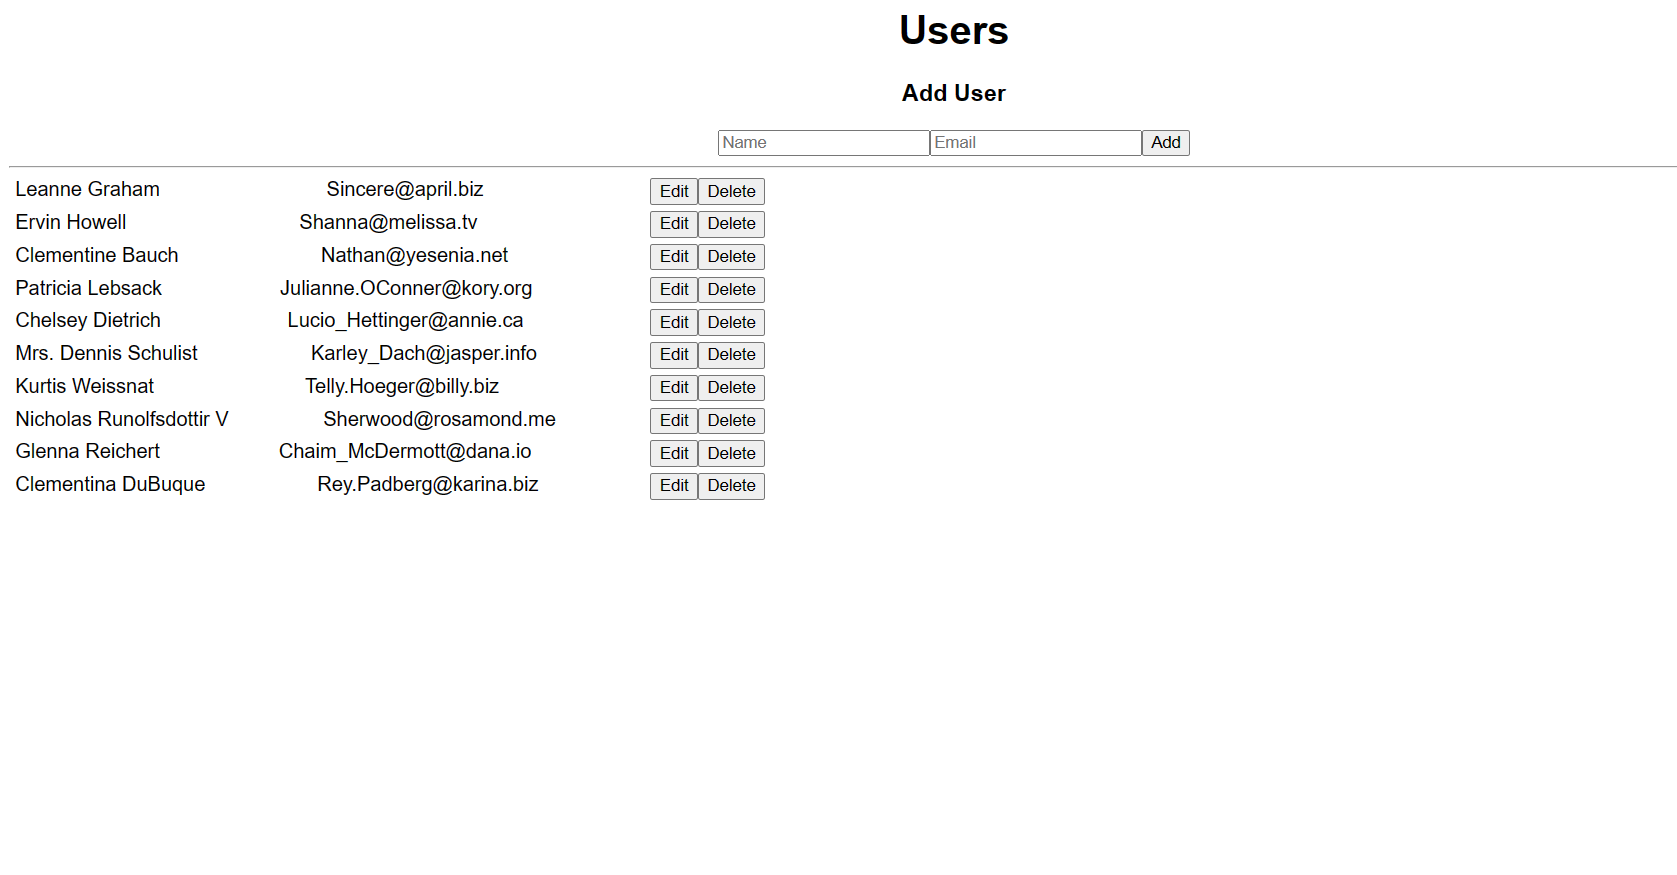 Users
Add User
Name Email Add
Leanne Graham Sincere@april.biz Edit Delete
Ervin Howell Shanna@melissa.tv Edit Delete
Clementine Bauch Nathan@yesenia.net Edit Delete
Patricia Lebsack Julianne.OConner@kory.org Edit Delete
Chelsey Dietrich Lucio_Hettinger@annie.ca Edit Delete
Mrs. Dennis Schulist Karley_Dach@jasper.info Edit Delete
Kurtis Weissnat Telly.Hoeger@billy.biz Edit Delete
Nicholas Runolfsdottir V Sherwood@rosamond.me Edit Delete
Glenna Reichert Chaim_McDermott@dana.io Edit Delete
Clementina DuBuque Rey.Padberg@karina.biz Edit Delete